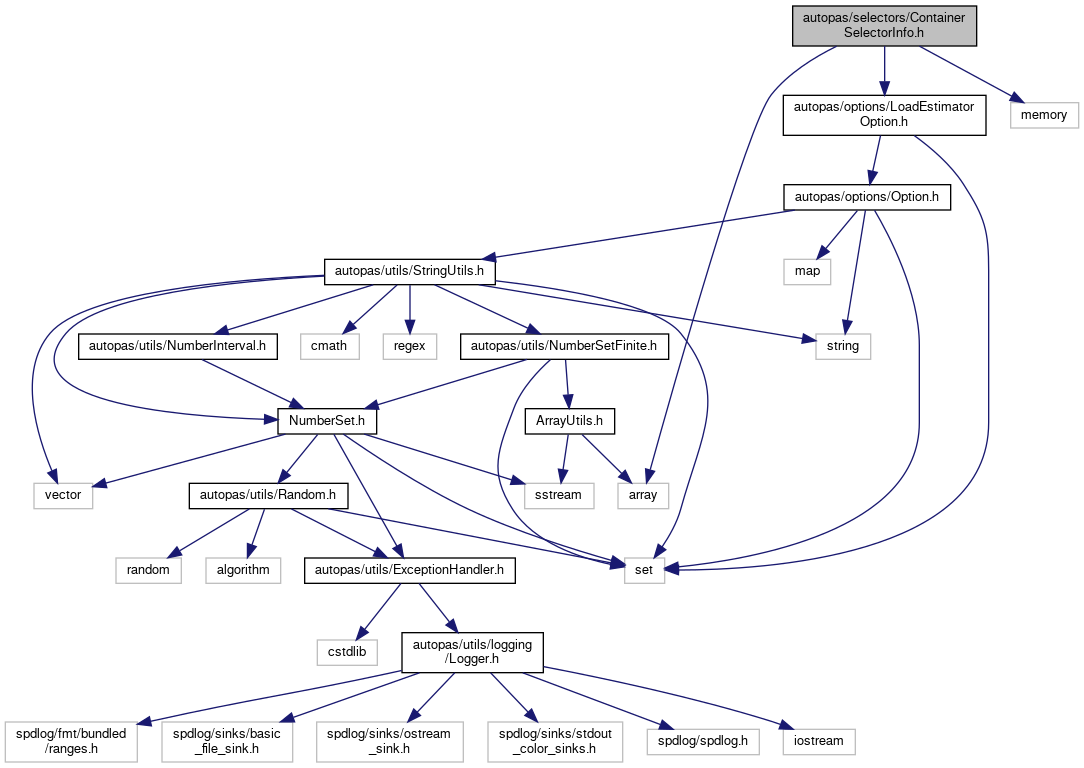 autopas/selectors/Container
SelectorInfo.h
autopas/options/LoadEstimator
Option.h
memory
autopas/options/Option.h
autopas/utils/StringUtils.h
map
autopas/utils/NumberInterval.h
cmath
regex
autopas/utils/NumberSetFinite.h
string
NumberSet.h
ArrayUtils.h
vector
autopas/utils/Random.h
sstream
array
random
algorithm
autopas/utils/ExceptionHandler.h
set
cstdlib
autopas/utils/logging
/Logger.h
spdlog/fmt/bundled
/ranges.h
spdlog/sinks/basic
_file_sink.h
spdlog/sinks/ostream
_sink.h
spdlog/sinks/stdout
_color_sinks.h
spdlog/spdlog.h
iostream